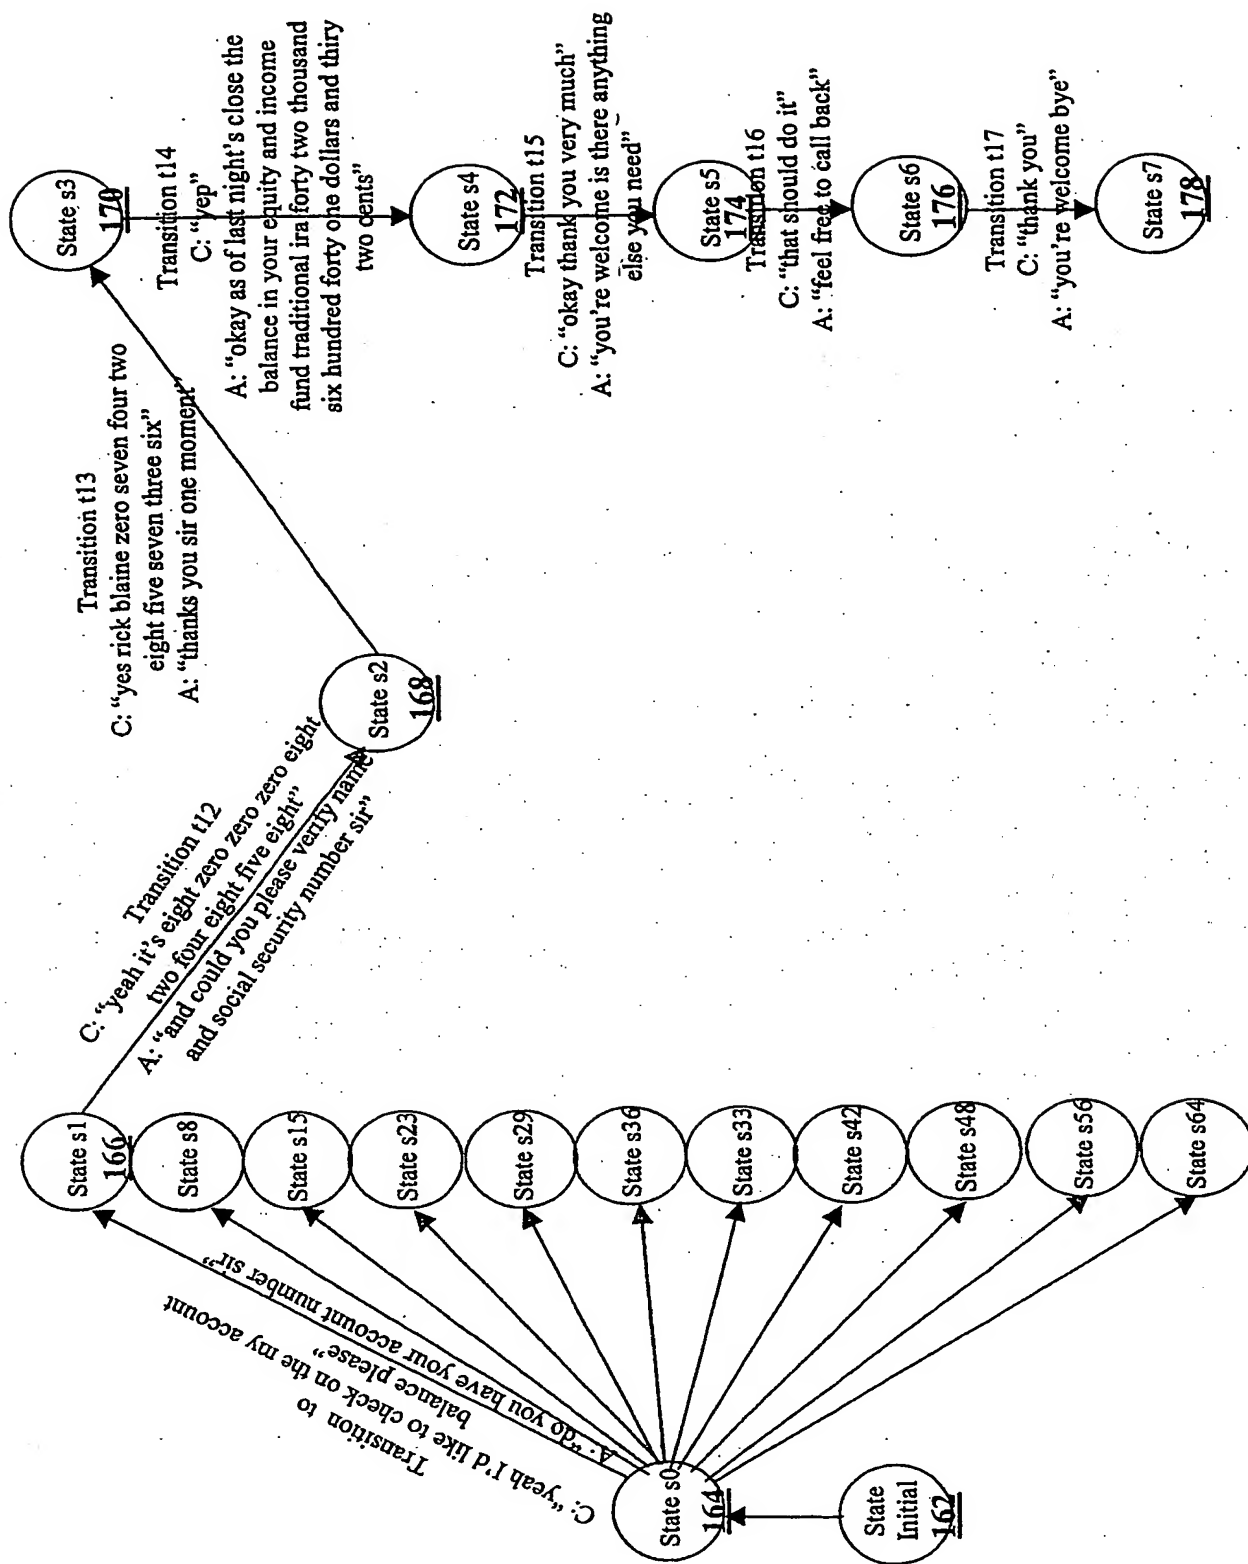 State
Initial
162
State s0
164
Transition to
C: “yeah I’d like to check on the my account
balance please”
A: “do you have your account number sir”
State s1
166
State s8
State s15
State s23
State s29
State s36
State s33
State s42
State s48
State s56
State s64
Transition t12
C: “yeah it’s eight zero zero zero eight
two four eight five eight”
A: “and could you please verify name
and social security number sir”
State s2
168
Transition t13
C: “yes rick blaine zero seven four two
eight five seven three six”
A: “thanks you sir one moment”
State s3
170
Transition t14
C: “yep”
A: “okay as of last night’s close the
balance in your equity and income
fund traditional ira forty two thousand
six hundred forty one dollars and thiry
two cents”
State s4
172
Transition t15
C: “okay thank you very much”
A: “you’re welcome is there anything
else you need”
State s5
174
Transition t16
C: “that should do it”
A: “feel free to call back”
State s6
176
Transition t17
C: “thank you”
A: “you’re welcome bye”
State s7
178